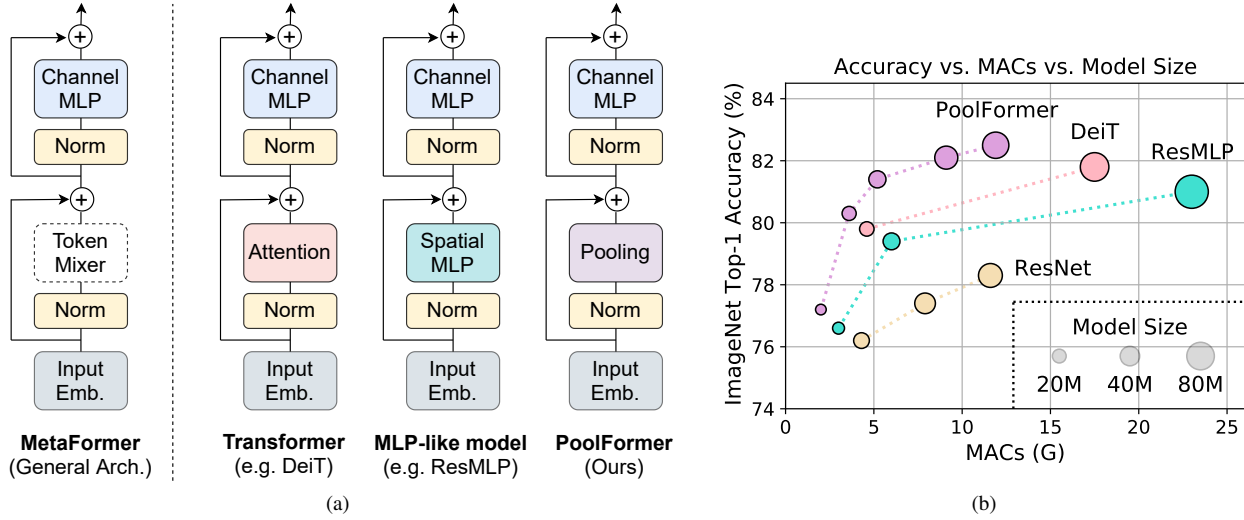 +
Channel
MLP
Norm
+
Token
Mixer
Norm
Input
Emb.
MetaFormer
(General Arch.)
+
Channel
MLP
Norm
+
Attention
Norm
Input
Emb.
Transformer
(e.g. DeiT)
+
Channel
MLP
Norm
+
Spatial
MLP
Norm
Input
Emb.
MLP-like model
(e.g. ResMLP)
+
Channel
MLP
Norm
+
Pooling
Norm
Input
Emb.
PoolFormer
(Ours)
(a)
Accuracy vs. MACs vs. Model Size
ImageNet Top-1 Accuracy (%)
84
82
80
78
76
74
PoolFormer
DeiT
ResMLP
ResNet
Model Size
20M 40M 80M
0 5 10 15 20 25
MACs (G)
(b)